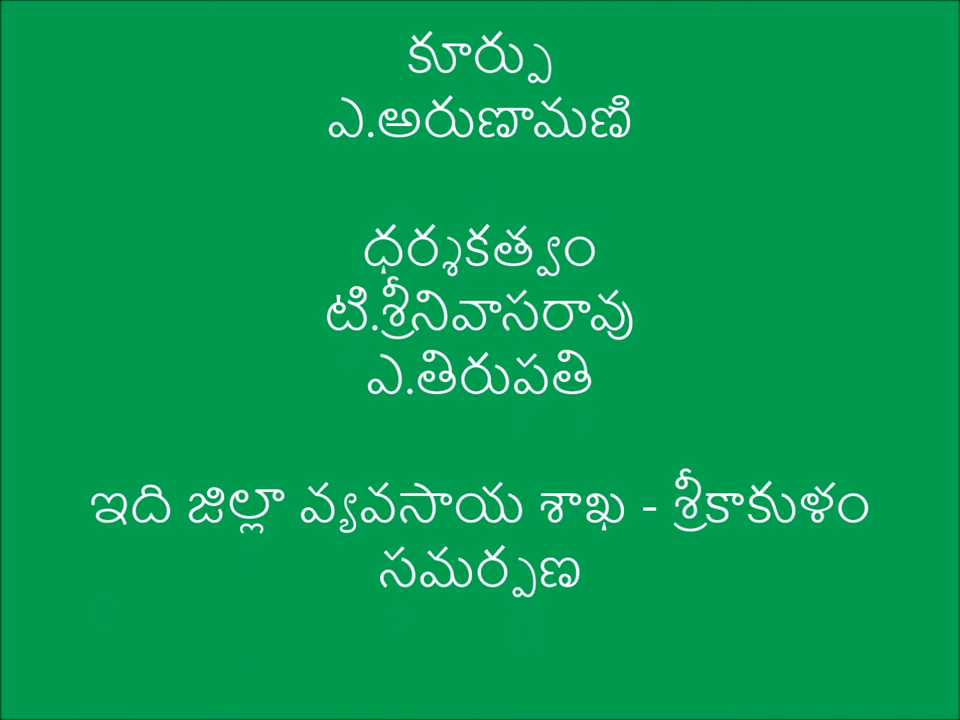 కూర్పు
ఎ.అరుణామణి
ధర్శకత్వం
టి.శ్రీనివాసరావు
ఎ.తిరుపతి
ఇది జిల్లా వ్యవసాయ శాఖ - శ్రీకాకుళం
సమర్పణ